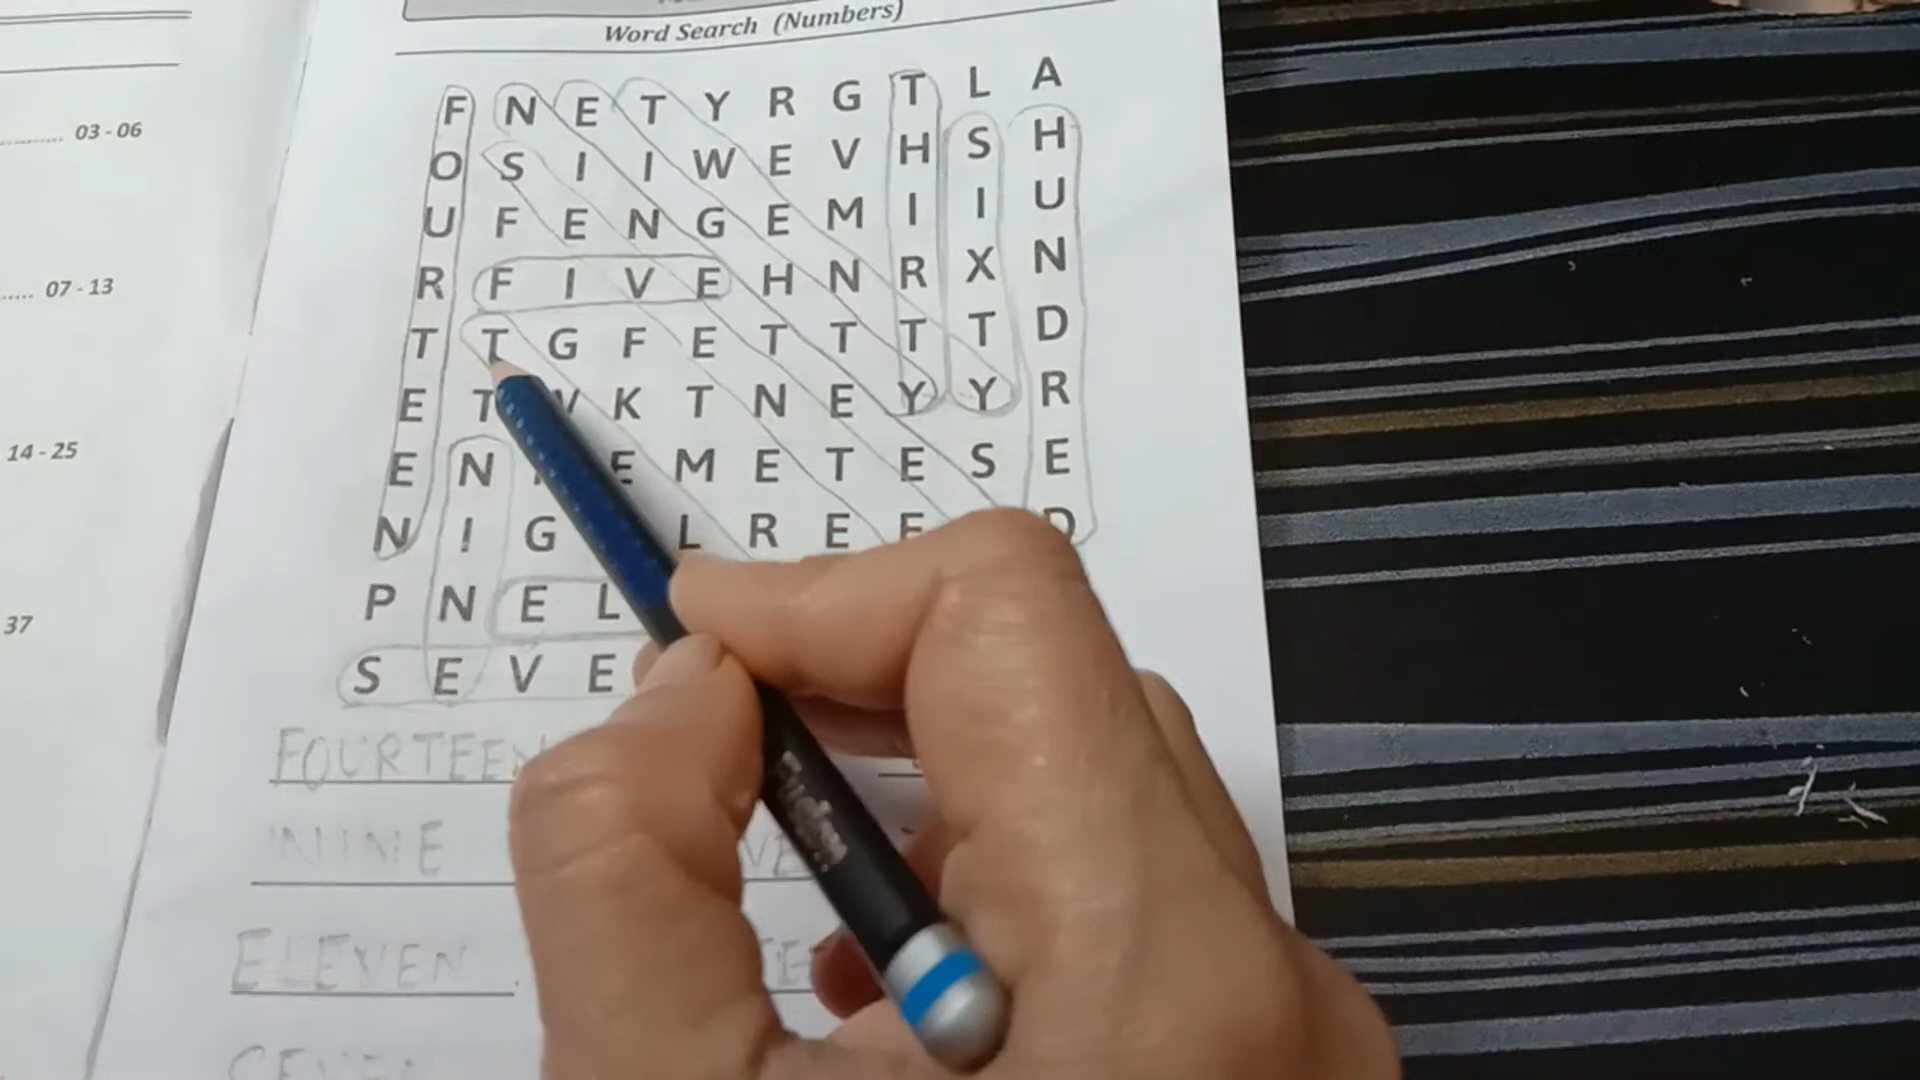 Word Search (Numbers)
F N E T Y R G T L A
O S I I W E V H S H
U F E N G E M I I U
R F I V E H N R X N
T T G F E T T T T D
E T V K T N E Y Y R
E N E M E T E S E
N I G L R E E D
P N E L
S E V E
FOURTEEN
NINE
ELEVEN
03 - 06
07 - 13
14 - 25
37